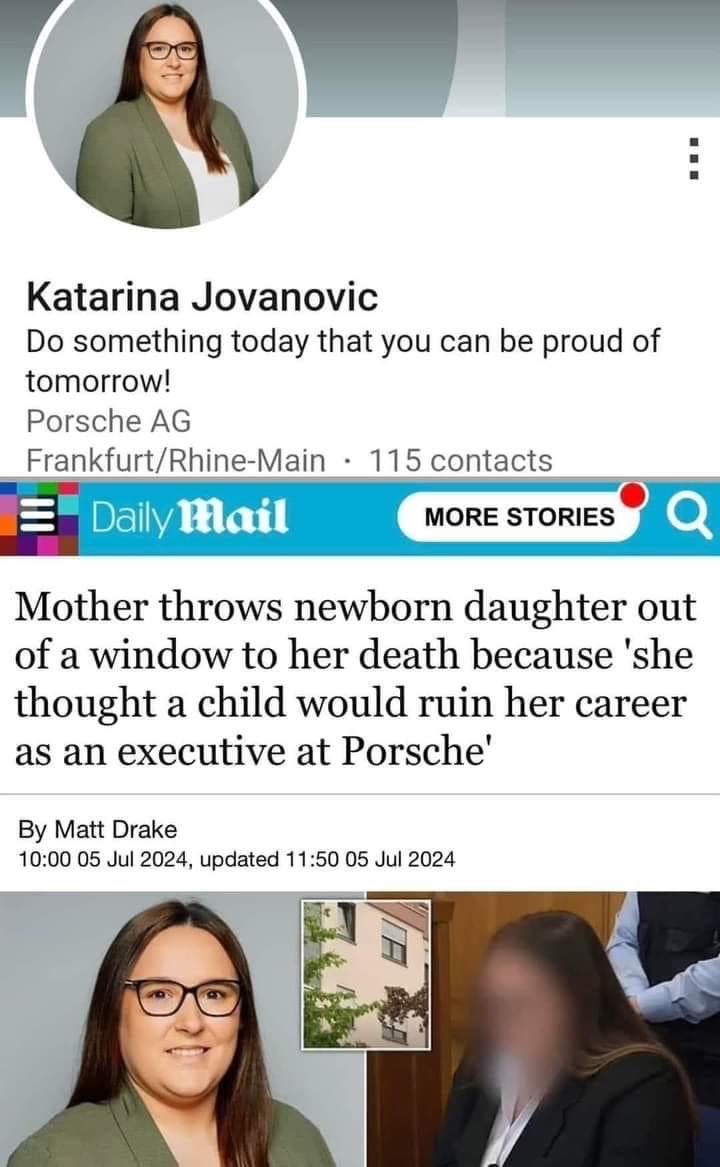 Katarina Jovanovic
Do something today that you can be proud of
tomorrow!
Porsche AG
Frankfurt/Rhine-Main · 115 contacts
Daily Mail
MORE STORIES
Mother throws newborn daughter out
of a window to her death because 'she
thought a child would ruin her career
as an executive at Porsche'
By Matt Drake
10:00 05 Jul 2024, updated 11:50 05 Jul 2024